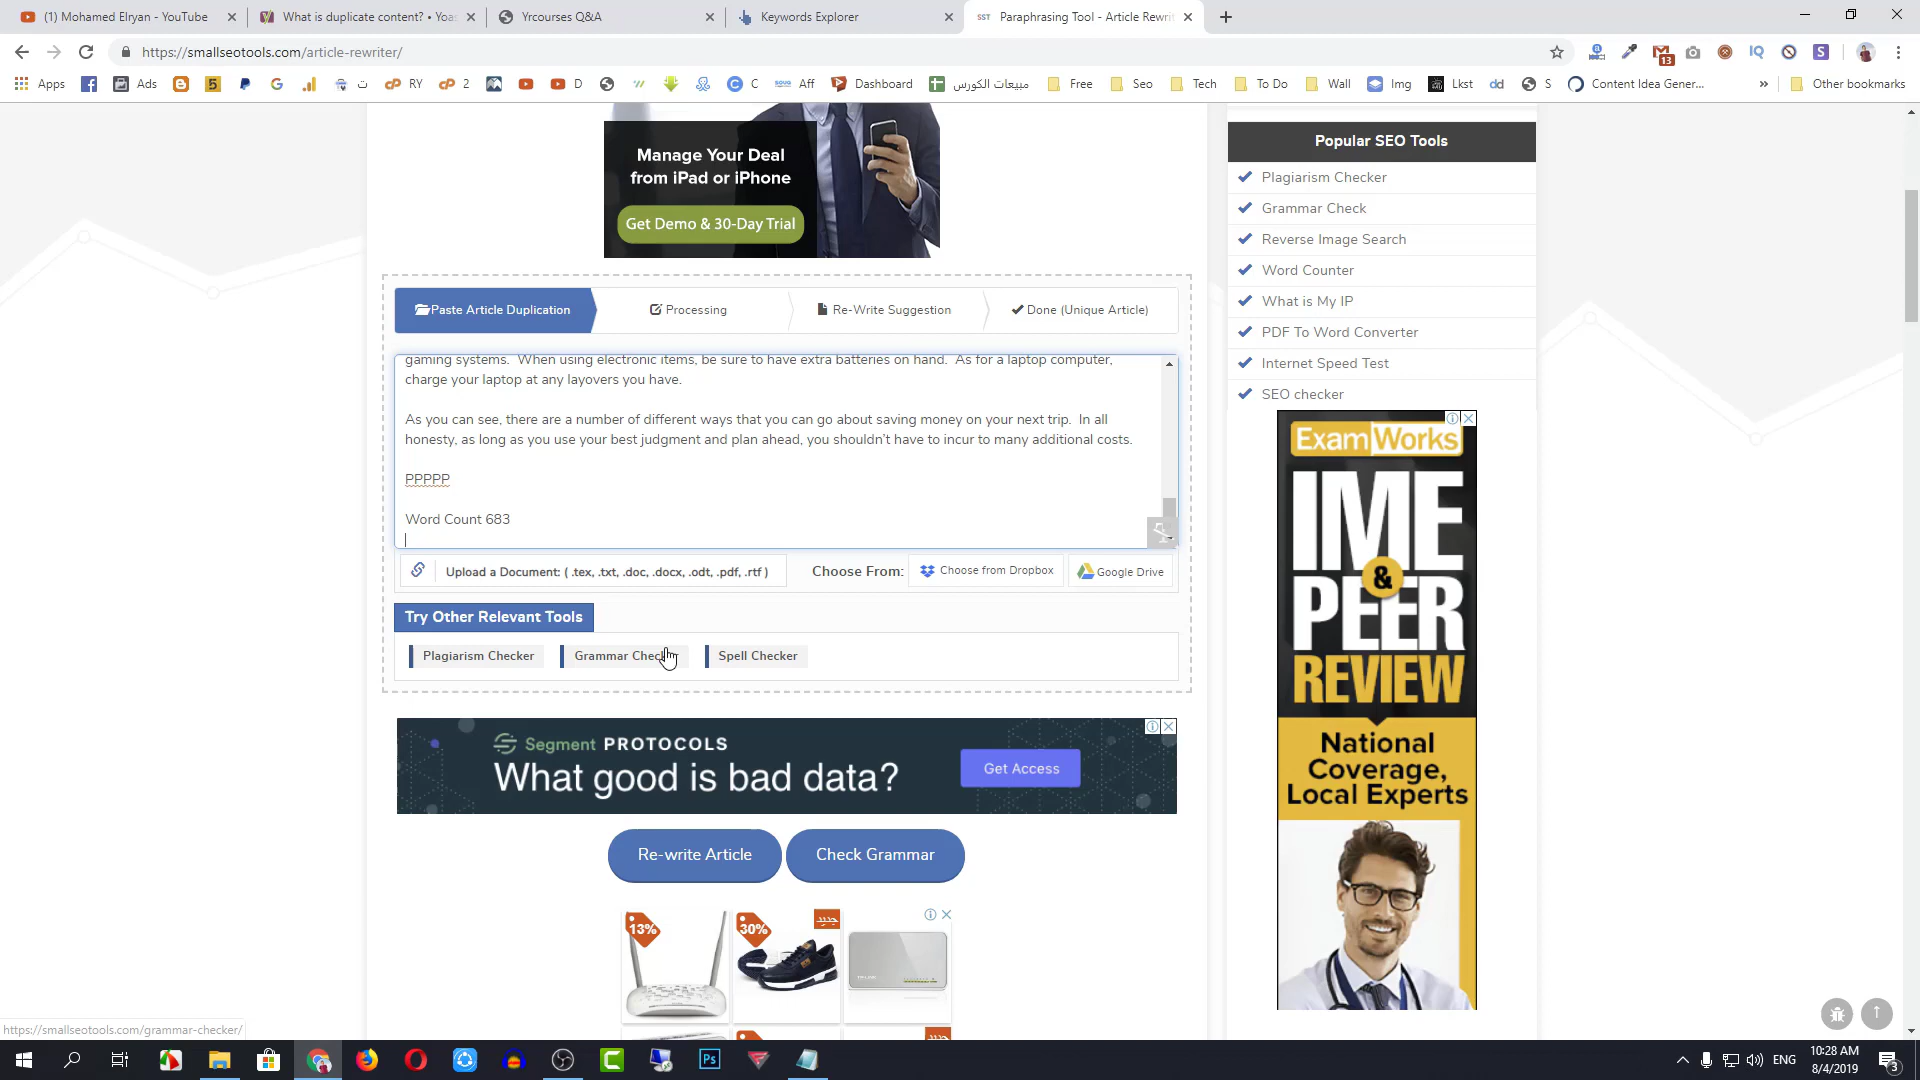 (1) Mohamed Elryan - YouTube
What is duplicate content? • Yoas
Yrcourses Q&A
Keywords Explorer
SST Paraphrasing Tool - Article Rewri
https://smallseotools.com/article-rewriter/
13
Apps
Ads
5
ت
RY
2
D
C
Aff
Dashboard
مبيعات الكورس
Free
Seo
Tech
To Do
Wall
Img
Lkst
dd
S
Content Idea Gener...
»
Other bookmarks
Manage Your Deal
from iPad or iPhone
Get Demo & 30-Day Trial
Popular SEO Tools
Plagiarism Checker
Grammar Check
Reverse Image Search
Word Counter
What is My IP
PDF To Word Converter
Internet Speed Test
SEO checker
Paste Article Duplication
Processing
Re-Write Suggestion
Done (Unique Article)
gaming systems.  When using electronic items, be sure to have extra batteries on hand.  As for a laptop computer,
charge your laptop at any layovers you have.
As you can see, there are a number of different ways that you can go about saving money on your next trip.  In all
honesty, as long as you use your best judgment and plan ahead, you shouldn't have to incur to many additional costs.
PPPPP
Word Count 683
Upload a Document: ( .tex, .txt, .doc, .docx, .odt, .pdf, .rtf )
Choose From:
Choose from Dropbox
Google Drive
Try Other Relevant Tools
Plagiarism Checker
Grammar Check
Spell Checker
Segment PROTOCOLS
What good is bad data?
Get Access
Re-write Article
Check Grammar
13%
30%
جديد
ExamWorks
IME
&
PEER
REVIEW
National
Coverage,
Local Experts
https://smallseotools.com/grammar-checker/
Ps
ENG
10:28 AM
8/4/2019
3